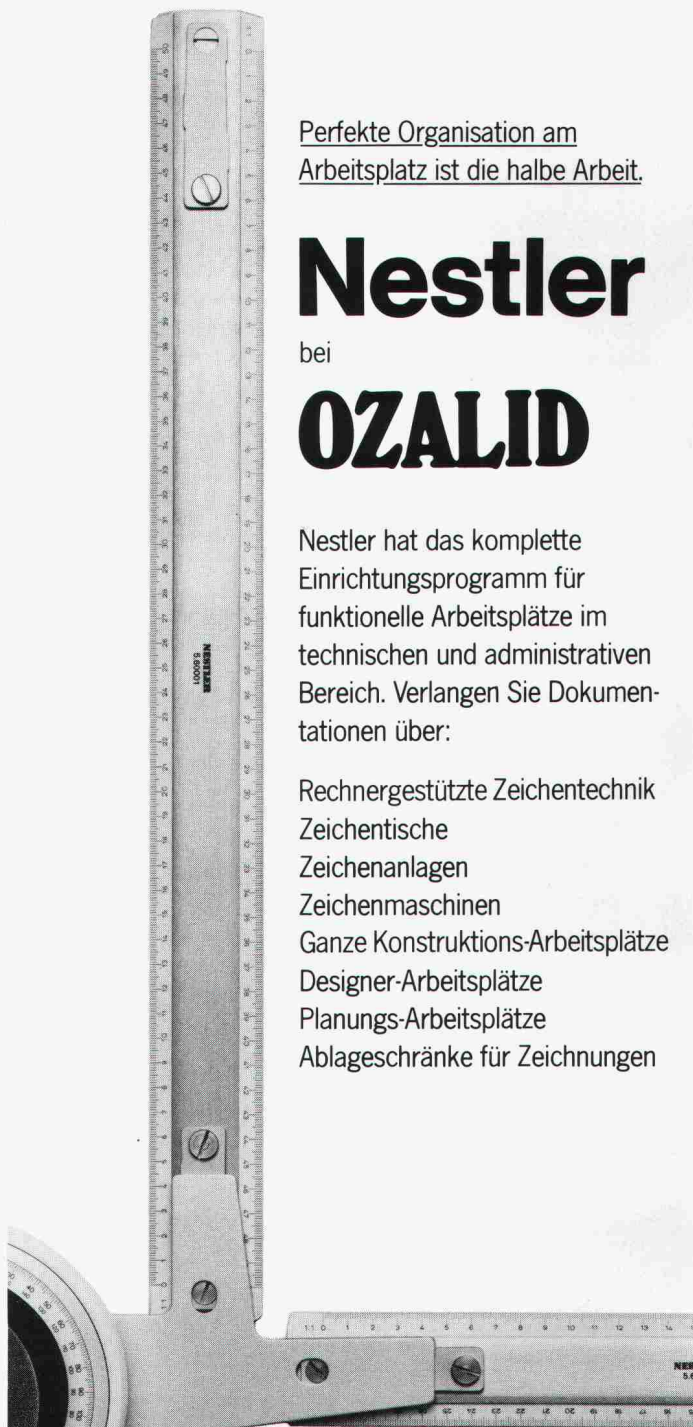 Perfekte Organisation am
Arbeitsplatz ist die halbe Arbeit.
Nestler
bei
OZALID
Nestler hat das komplette
Einrichtungsprogramm für
funktionelle Arbeitsplätze im
technischen und administrativen
Bereich. Verlangen Sie Dokumen-
tationen über:
Rechnergestützte Zeichentechnik
Zeichentische
Zeichenanlagen
Zeichenmaschinen
Ganze Konstruktions-Arbeitsplätze
Designer-Arbeitsplätze
Planungs-Arbeitsplätze
Ablageschränke für Zeichnungen
NESTLER
5.60001